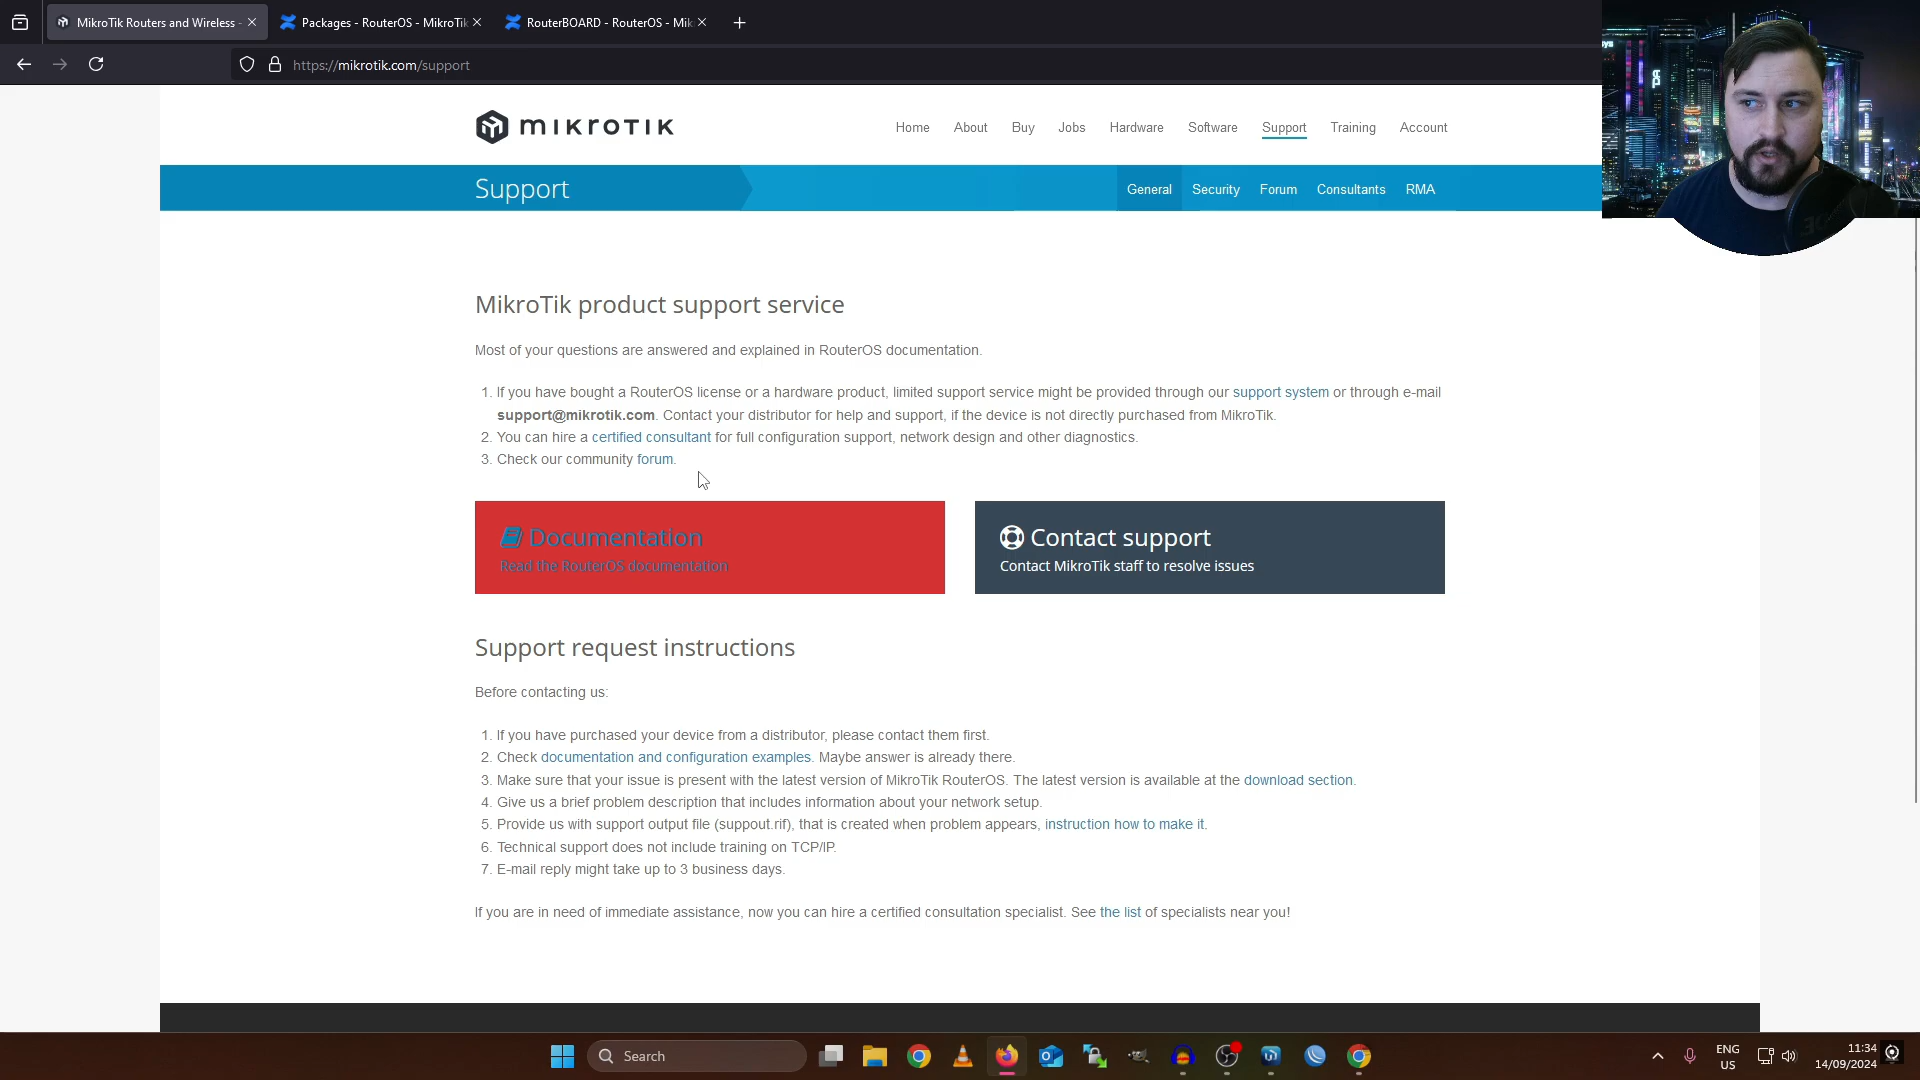 MikroTik Routers and Wireless -
Packages - RouterOS - MikroTik
RouterBOARD - RouterOS - Mik
https://mikrotik.com/support
MIKROTIK
Home
About
Buy
Jobs
Hardware
Software
Support
Training
Account
Support
General
Security
Forum
Consultants
RMA
MikroTik product support service
Most of your questions are answered and explained in RouterOS documentation.
1. If you have bought a RouterOS license or a hardware product, limited support service might be provided through our support system or through e-mail
support@mikrotik.com. Contact your distributor for help and support, if the device is not directly purchased from MikroTik.
2. You can hire a certified consultant for full configuration support, network design and other diagnostics.
3. Check our community forum.
Documentation
Read the RouterOS documentation
Contact support
Contact MikroTik staff to resolve issues
Support request instructions
Before contacting us:
1. If you have purchased your device from a distributor, please contact them first.
2. Check documentation and configuration examples. Maybe answer is already there.
3. Make sure that your issue is present with the latest version of MikroTik RouterOS. The latest version is available at the download section.
4. Give us a brief problem description that includes information about your network setup.
5. Provide us with support output file (supout.rif), that is created when problem appears, instruction how to make it.
6. Technical support does not include training on TCP/IP.
7. E-mail reply might take up to 3 business days.
If you are in need of immediate assistance, now you can hire a certified consultation specialist. See the list of specialists near you!
Search
ENG
US
11:34
14/09/2024